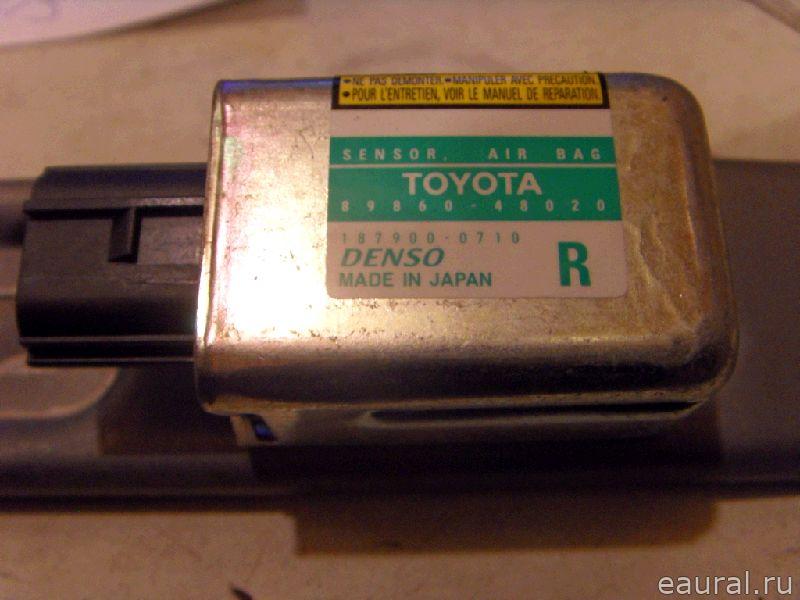 •NE PAS DEMONTER •MANIPULER AVEC PRECAUTION
•POUR L'ENTRETIEN, VOIR LE MANUEL DE REPARATION.
SENSOR, AIR BAG
TOYOTA
89860-48020
187900-0710
DENSO
MADE IN JAPAN
R
eaural.ru